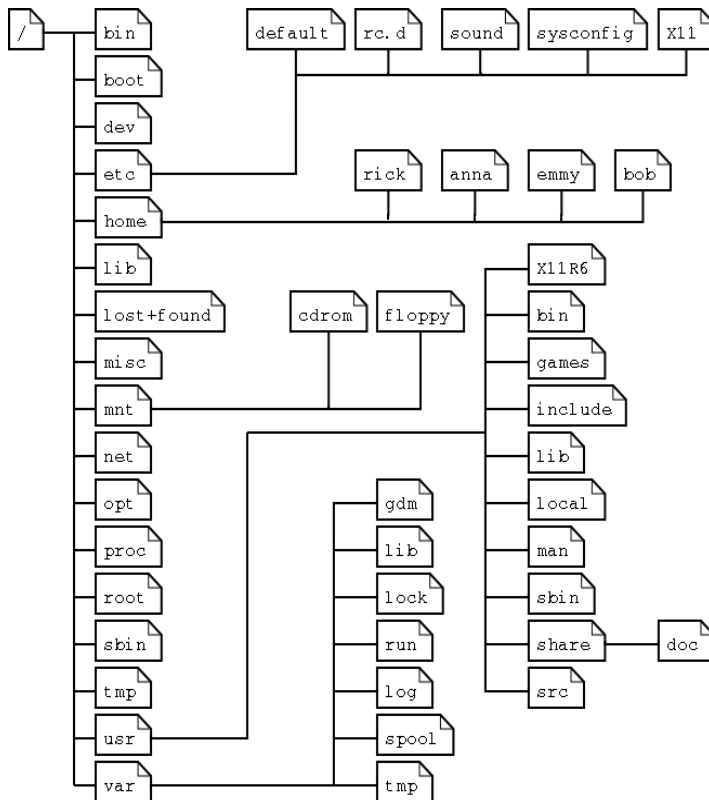 /
bin
default
rc.d
sound
sysconfig
X11
boot
dev
etc
rick
anna
emmy
bob
home
lib
X11R6
lost+found
cdrom
floppy
bin
misc
games
mnt
include
net
lib
opt
gdm
local
proc
lib
man
root
lock
sbin
sbin
run
share
doc
tmp
log
src
usr
spool
var
tmp